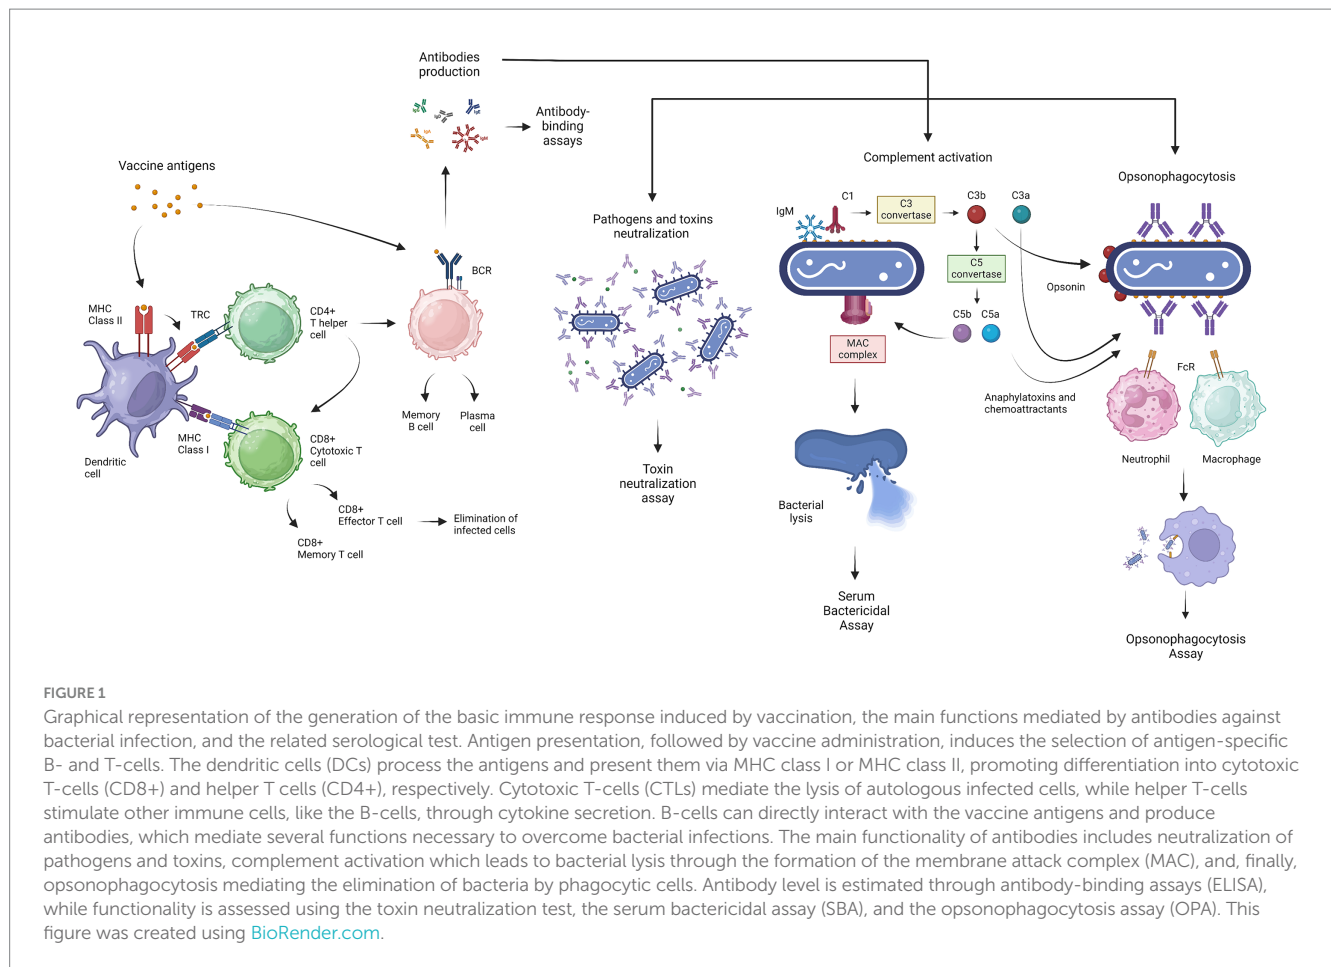 Antibodies
production
IgG
IgD
IgE
IgA
IgM
Antibody-
binding
assays
Vaccine antigens
MHC
Class II
TRC
CD4+
T helper
cell
BCR
Memory
B cell
Plasma
cell
MHC
Class I
CD8+
Cytotoxic T
cell
Dendritic
cell
CD8+
Effector T cell
Elimination of
infected cells
CD8+
Memory T cell
Pathogens and toxins
neutralization
Toxin
neutralization
assay
Complement activation
IgM
C1
C3
convertase
C3b
C3a
C5
convertase
C5b
C5a
MAC
complex
Bacterial
lysis
Serum
Bactericidal
Assay
Opsonophagocytosis
Opsonin
FcR
Anaphylatoxins and
chemoattractants
Neutrophil
Macrophage
Opsonophagocytosis
Assay
FIGURE 1
Graphical representation of the generation of the basic immune response induced by vaccination, the main functions mediated by antibodies against
bacterial infection, and the related serological test. Antigen presentation, followed by vaccine administration, induces the selection of antigen-specific
B- and T-cells. The dendritic cells (DCs) process the antigens and present them via MHC class I or MHC class II, promoting differentiation into cytotoxic
T-cells (CD8+) and helper T cells (CD4+), respectively. Cytotoxic T-cells (CTLs) mediate the lysis of autologous infected cells, while helper T-cells
stimulate other immune cells, like the B-cells, through cytokine secretion. B-cells can directly interact with the vaccine antigens and produce
antibodies, which mediate several functions necessary to overcome bacterial infections. The main functionality of antibodies includes neutralization of
pathogens and toxins, complement activation which leads to bacterial lysis through the formation of the membrane attack complex (MAC), and, finally,
opsonophagocytosis mediating the elimination of bacteria by phagocytic cells. Antibody level is estimated through antibody-binding assays (ELISA),
while functionality is assessed using the toxin neutralization test, the serum bactericidal assay (SBA), and the opsonophagocytosis assay (OPA). This
figure was created using BioRender.com.